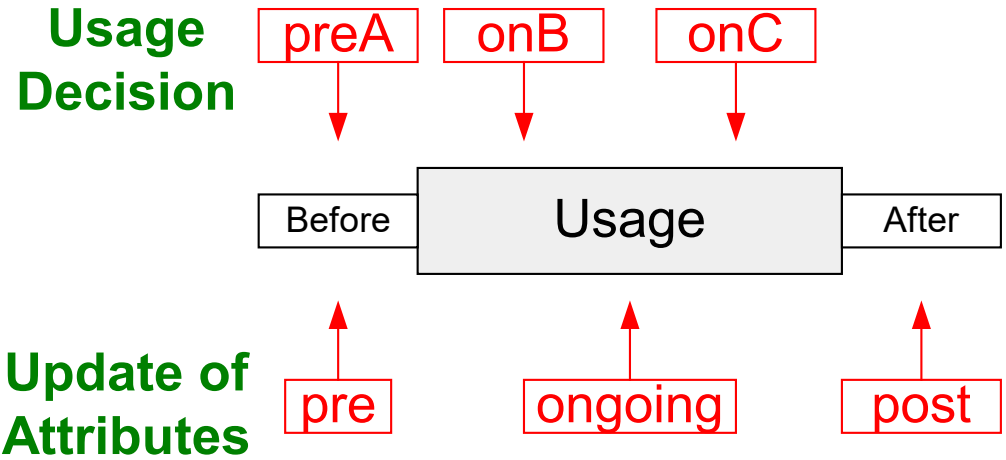 Usage
Decision
preA
onB
onC
Before
Usage
After
Update of
Attributes
pre
ongoing
post